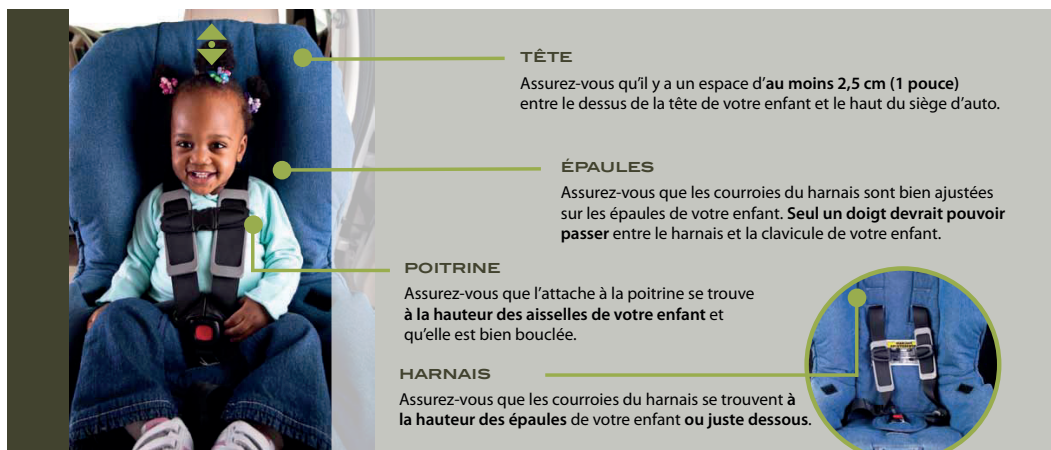 TÊTE
Assurez-vous qu'il y a un espace d'au moins 2,5 cm (1 pouce)
entre le dessus de la tête de votre enfant et le haut du siège d'auto.
ÉPAULES
Assurez-vous que les courroies du harnais sont bien ajustées
sur les épaules de votre enfant. Seul un doigt devrait pouvoir
passer entre le harnais et la clavicule de votre enfant.
POITRINE
Assurez-vous que l'attache à la poitrine se trouve
à la hauteur des aisselles de votre enfant et
qu'elle est bien bouclée.
HARNAIS
Assurez-vous que les courroies du harnais se trouvent à
la hauteur des épaules de votre enfant ou juste dessous.